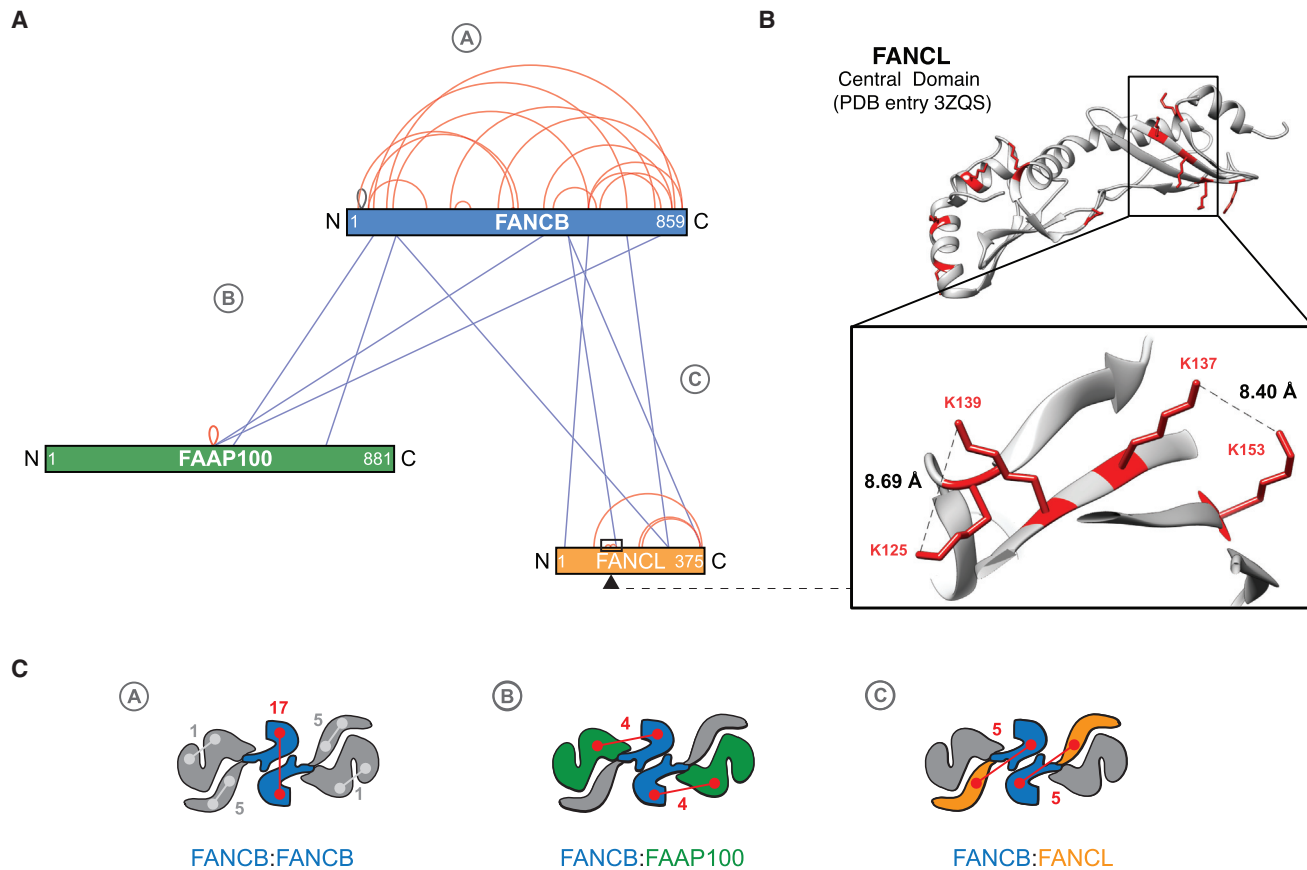 A
B
A
N
1
FANCB
859
C
B
C
N
1
FAAP100
881
C
N
1
FANCL
375
C
FANCL
Central Domain
(PDB entry 3ZQS)
K137
8.40 Å
K139
K153
8.69 Å
K125
C
A
17
1
5
5
1
FANCB:FANCB
B
4
4
FANCB:FAAP100
C
5
5
FANCB:FANCL